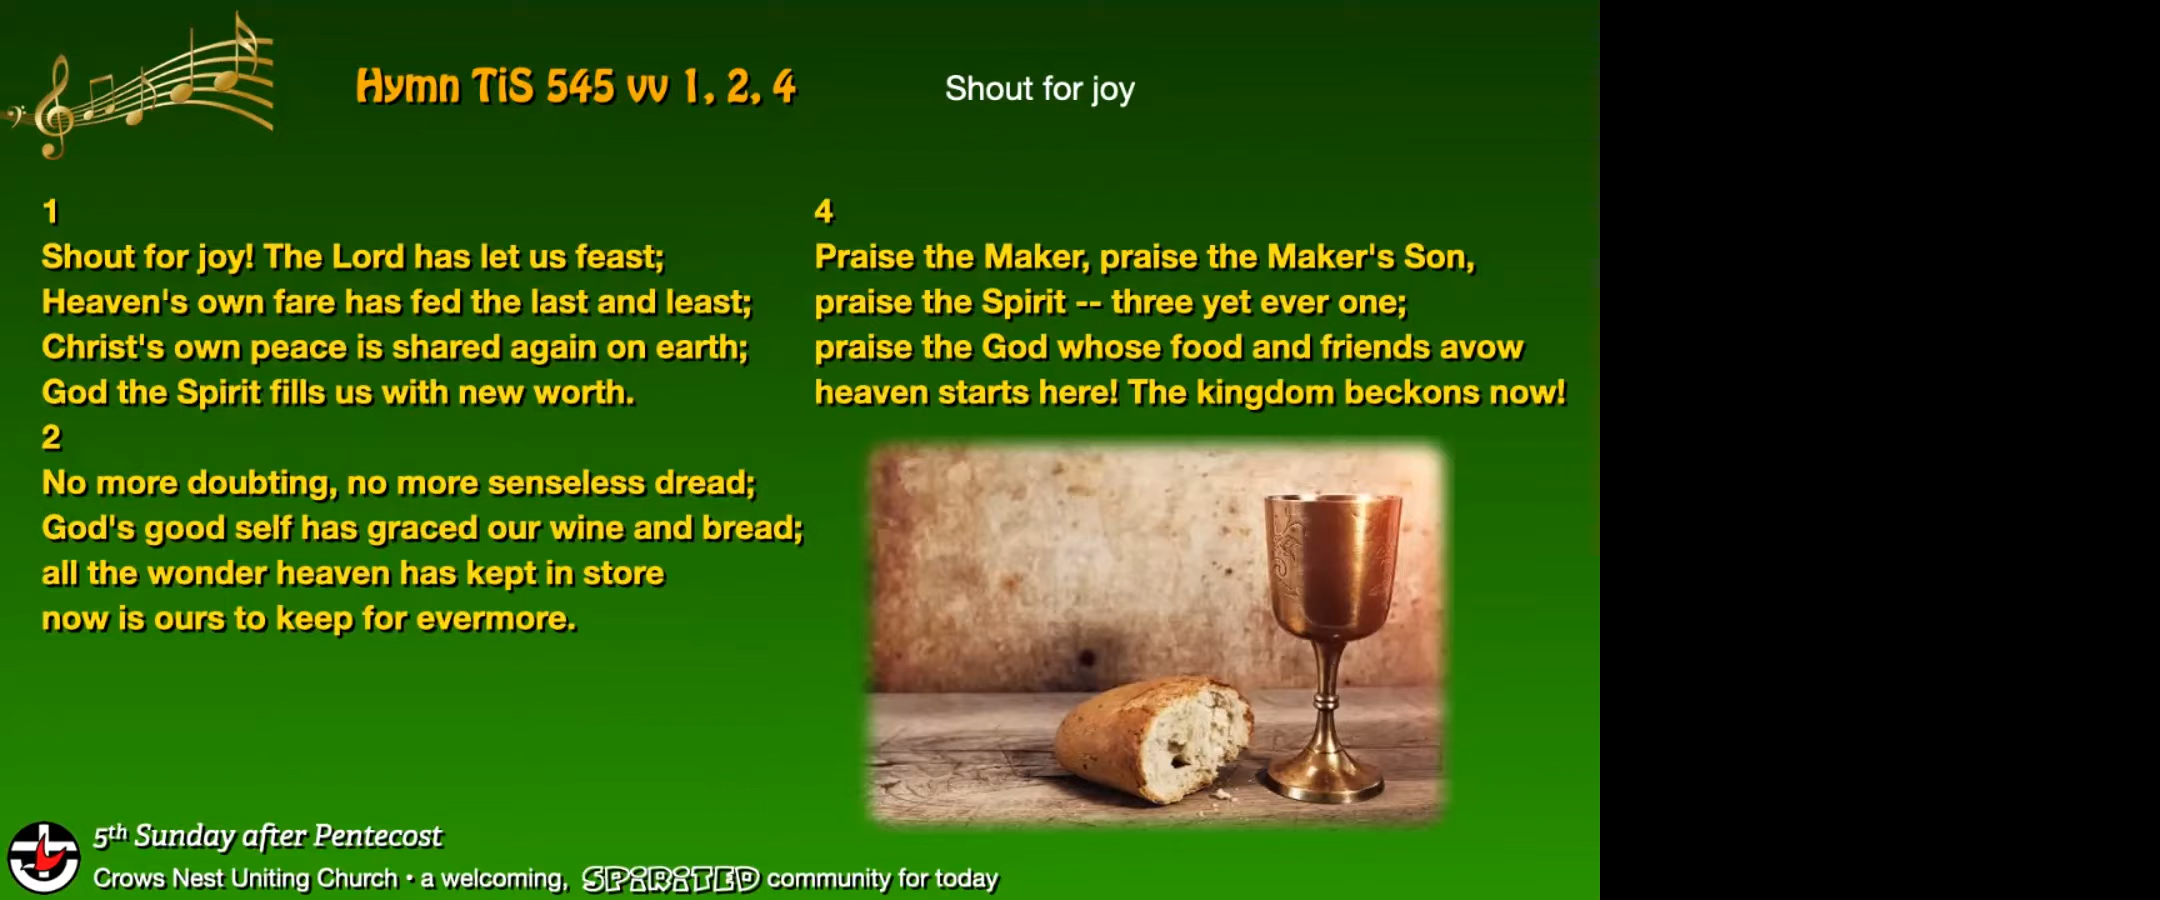 Hymn TiS 545 vv 1, 2, 4
Shout for joy
1
Shout for joy! The Lord has let us feast;
Heaven's own fare has fed the last and least;
Christ's own peace is shared again on earth;
God the Spirit fills us with new worth.
2
No more doubting, no more senseless dread;
God's good self has graced our wine and bread;
all the wonder heaven has kept in store
now is ours to keep for evermore.
4
Praise the Maker, praise the Maker's Son,
praise the Spirit -- three yet ever one;
praise the God whose food and friends avow
heaven starts here! The kingdom beckons now!
5th Sunday after Pentecost
Crows Nest Uniting Church • a welcoming, SPiRiTED community for today